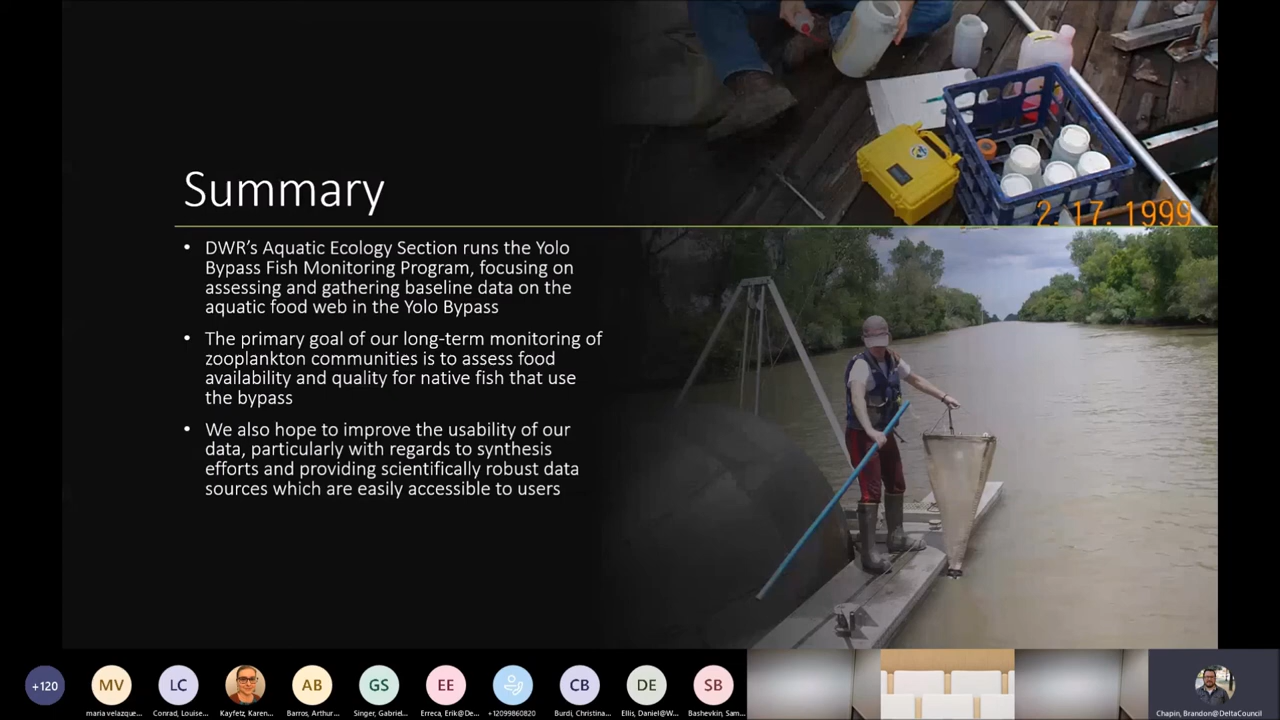 2.17.1999
Summary
• DWR’s Aquatic Ecology Section runs the Yolo
Bypass Fish Monitoring Program, focusing on
assessing and gathering baseline data on the
aquatic food web in the Yolo Bypass
• The primary goal of our long-term monitoring of
zooplankton communities is to assess food
availability and quality for native fish that use
the bypass
• We also hope to improve the usability of our
data, particularly with regards to synthesis
efforts and providing scientifically robust data
sources which are easily accessible to users
+120
MV
LC
AB
GS
EE
CB
DE
SB
maria velazque...
Conrad, Louise...
Kayfetz, Karen...
Barros, Arthur...
Singer, Gabriel...
Erreca, Erik@De...
+12099860820
Burdi, Christina...
Ellis, Daniel@W...
Bashevkin, Sam...
Chapin, Brandon@DeltaCouncil